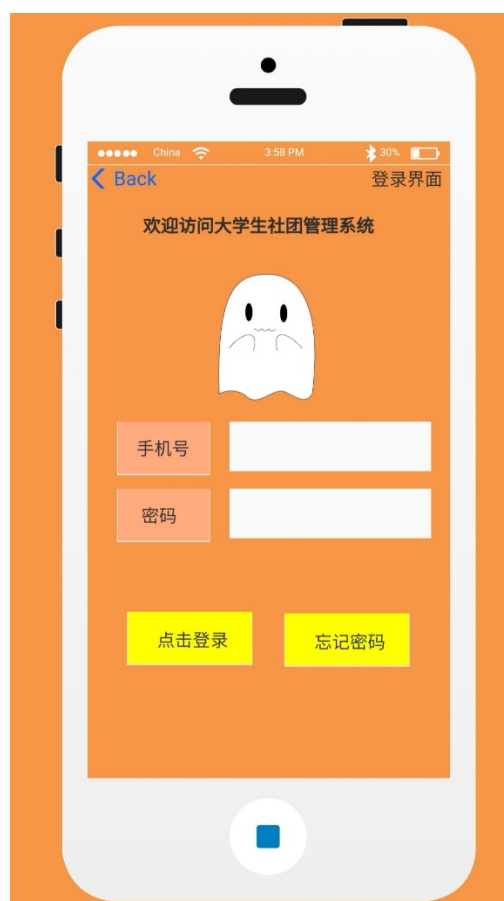 China 3:58 PM 30%
Back 登录界面
欢迎访问大学生社团管理系统
手机号
密码
点击登录 忘记密码